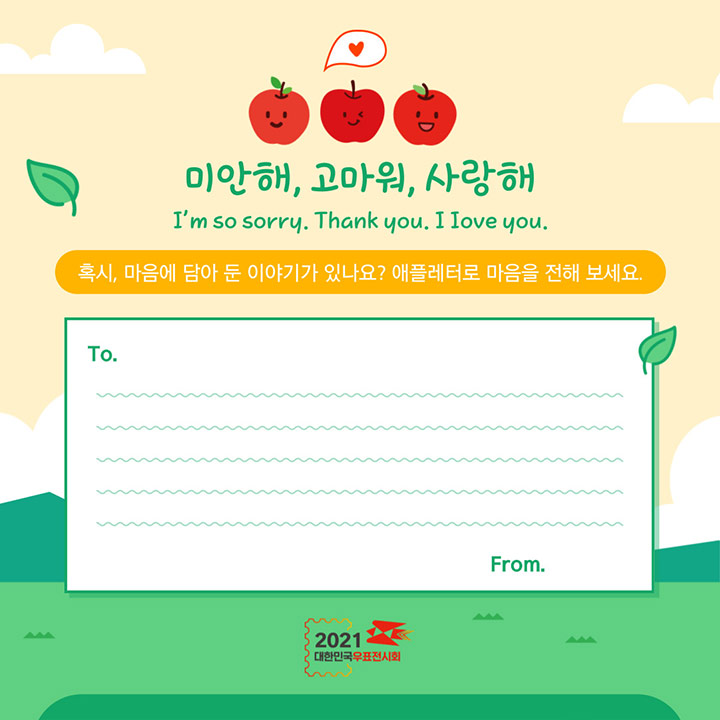 미안해, 고마워, 사랑해
I'm so sorry. Thank you. I Iove you.
혹시, 마음에 담아 둔 이야기가 있나요? 애플레터로 마음을 전해 보세요.
To.
From.
2021
대한민국우표전시회